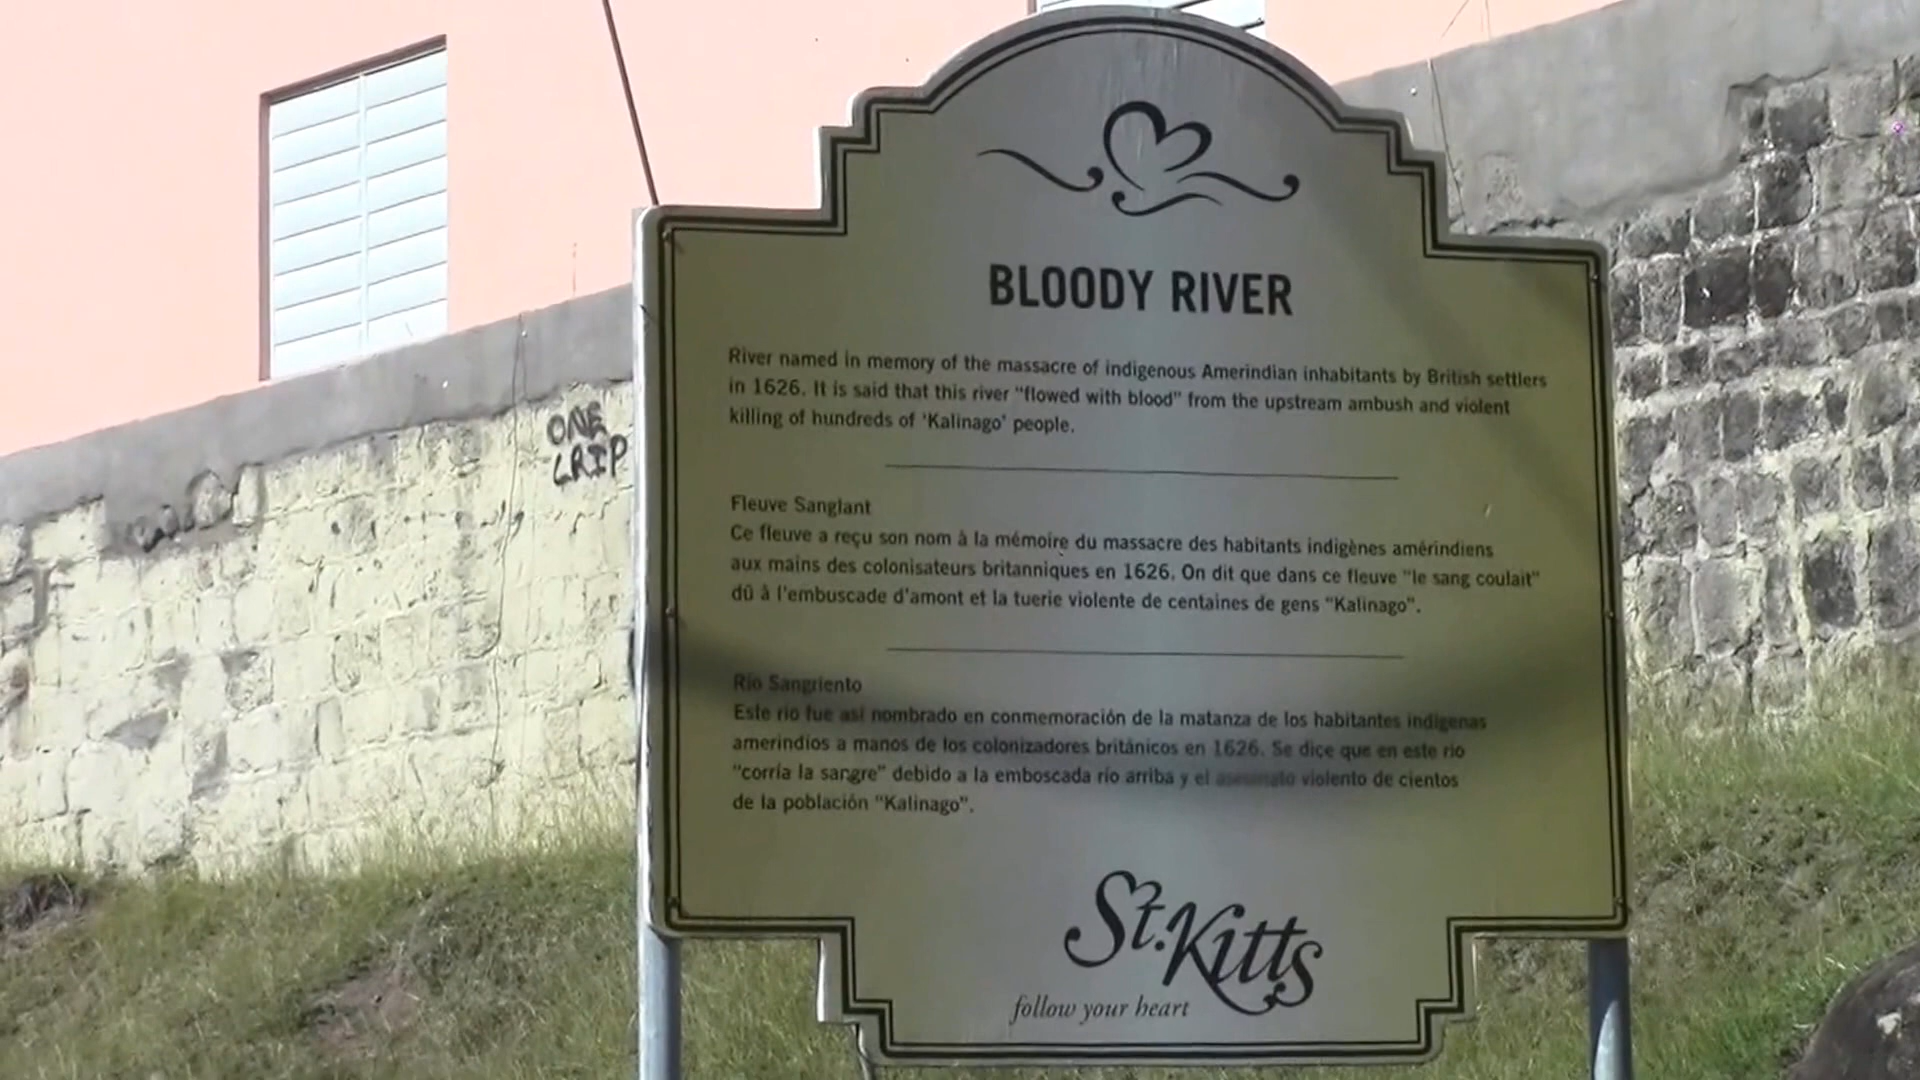 BLOODY RIVER
River named in memory of the massacre of indigenous Amerindian inhabitants by British settlers
in 1626. It is said that this river "flowed with blood" from the upstream ambush and violent
killing of hundreds of 'Kalinago' people.
Fleuve Sanglant
Ce fleuve a reçu son nom à la mémoire du massacre des habitants indigènes amérindiens
aux mains des colonisateurs britanniques en 1626. On dit que dans ce fleuve "le sang coulait"
dû à l'embuscade d'amont et la tuerie violente de centaines de gens "Kalinago".
Río Sangriento
Este río fue así nombrado en conmemoración de la matanza de los habitantes indígenas
amerindios a manos de los colonizadores británicos en 1626. Se dice que en este río
"corría la sangre" debido a la emboscada río arriba y el asesinato violento de cientos
de la población "Kalinago".
St. Kitts
follow your heart
ONE
CRIP